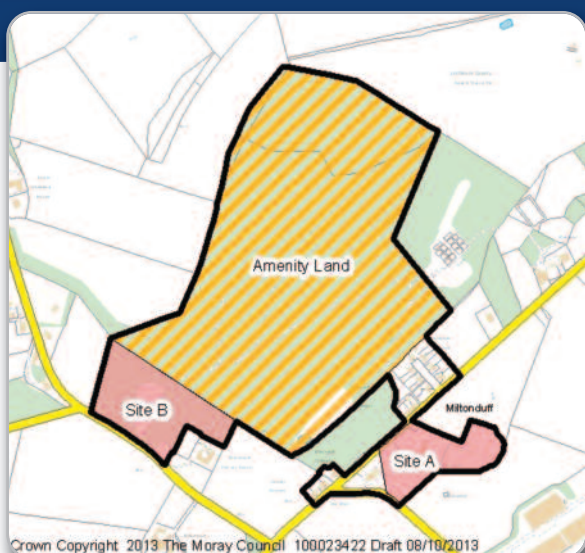 Amenity Land
Site B
Miltonduff
Site A
Crown Copyright 2013 The Moray Council 100023422 Draft 08/10/2013